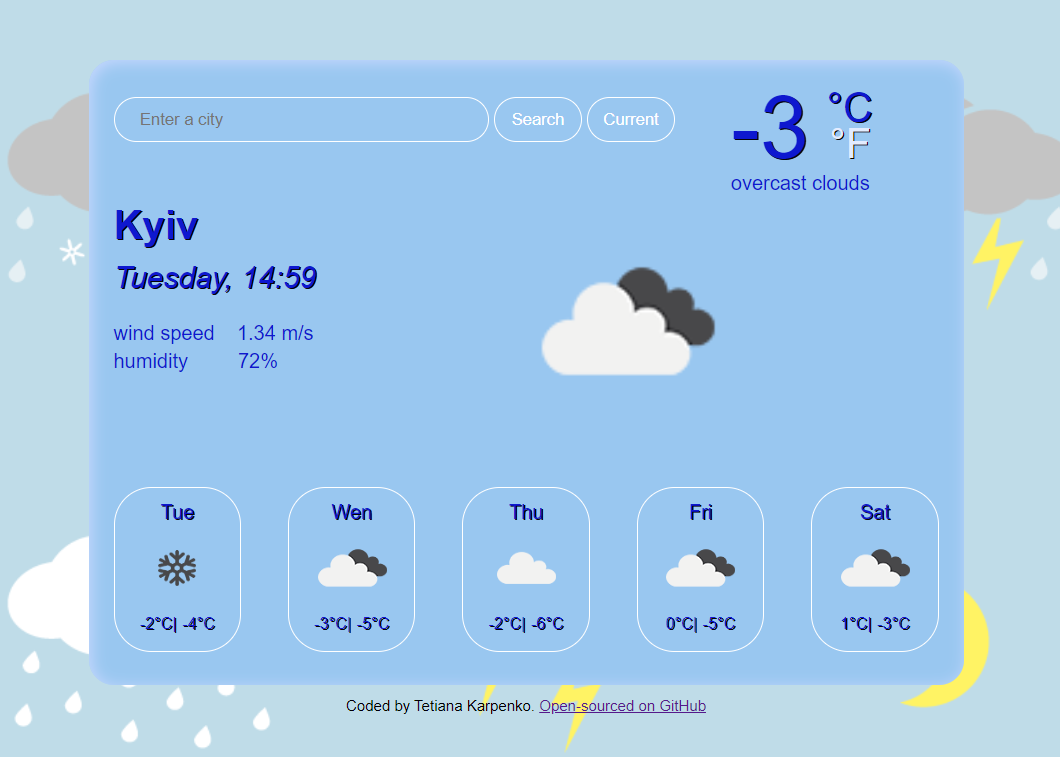 Enter a city Search Current
-3 °C
°F
overcast clouds
Kyiv
Tuesday, 14:59
wind speed 1.34 m/s
humidity 72%
Tue Wen Thu Fri Sat
-2°C| -4°C -3°C| -5°C -2°C| -6°C 0°C| -5°C 1°C| -3°C
Coded by Tetiana Karpenko. Open-sourced on GitHub